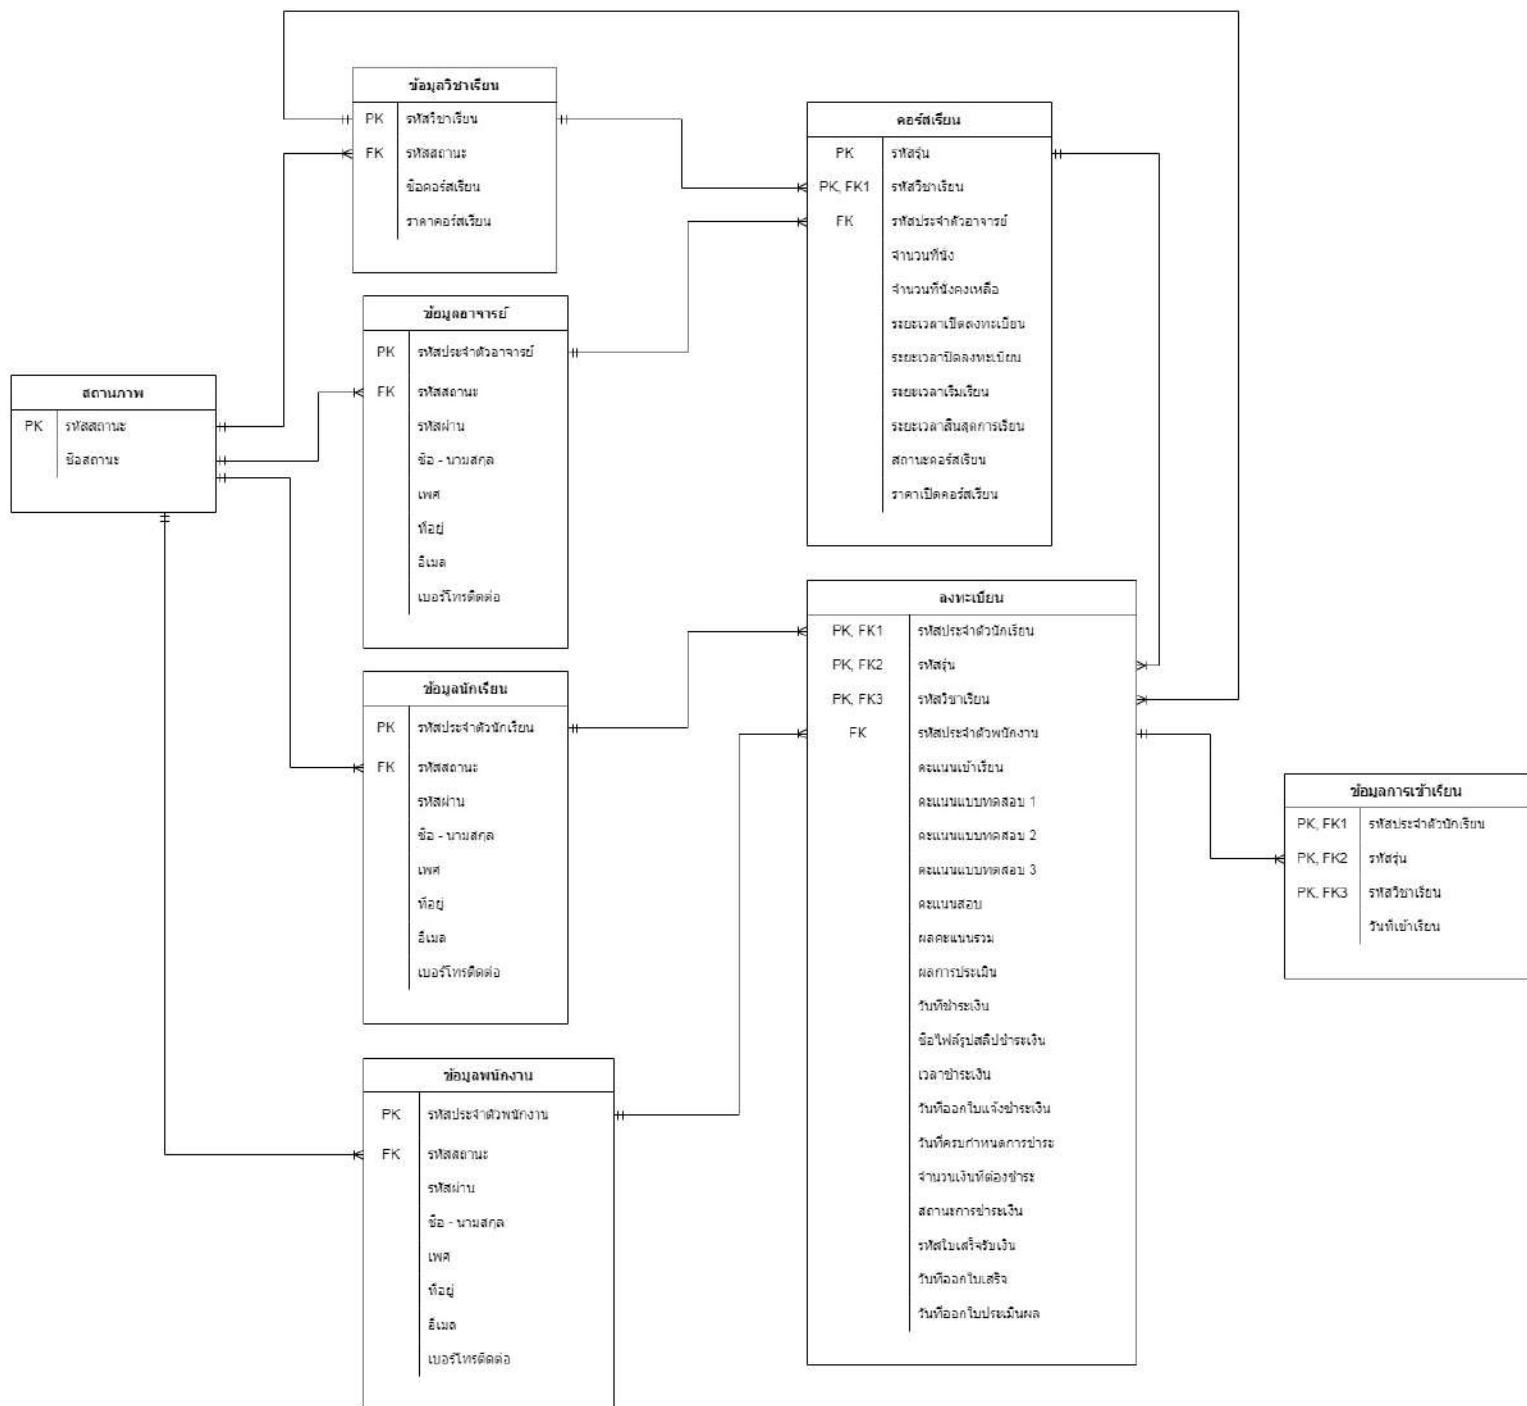 ข้อมูลวิชาเรียน
PK รหัสวิชาเรียน
FK รหัสสถานะ
ชื่อคอร์สเรียน
ราคาคอร์สเรียน
คอร์สเรียน
PK รหัสรุ่น
PK, FK1 รหัสวิชาเรียน
FK รหัสประจำตัวอาจารย์
จำนวนที่นั่ง
จำนวนที่นั่งคงเหลือ
ระยะเวลาเปิดลงทะเบียน
ระยะเวลาปิดลงทะเบียน
ระยะเวลาเริ่มเรียน
ระยะเวลาสิ้นสุดการเรียน
สถานะคอร์สเรียน
ราคาเปิดคอร์สเรียน
ข้อมูลอาจารย์
PK รหัสประจำตัวอาจารย์
FK รหัสสถานะ
รหัสผ่าน
ชื่อ - นามสกุล
เพศ
ที่อยู่
อีเมล
เบอร์โทรติดต่อ
สถานภาพ
PK รหัสสถานะ
ชื่อสถานะ
ข้อมูลนักเรียน
PK รหัสประจำตัวนักเรียน
FK รหัสสถานะ
รหัสผ่าน
ชื่อ - นามสกุล
เพศ
ที่อยู่
อีเมล
เบอร์โทรติดต่อ
ลงทะเบียน
PK, FK1 รหัสประจำตัวนักเรียน
PK, FK2 รหัสรุ่น
PK, FK3 รหัสวิชาเรียน
FK รหัสประจำตัวพนักงาน
คะแนนเข้าเรียน
คะแนนแบบทดสอบ 1
คะแนนแบบทดสอบ 2
คะแนนแบบทดสอบ 3
คะแนนสอบ
ผลคะแนนรวม
ผลการประเมิน
วันที่ชำระเงิน
ชื่อไฟล์รูปสลิปชำระเงิน
เวลาชำระเงิน
วันที่ออกใบแจ้งชำระเงิน
วันที่ครบกำหนดการชำระ
จำนวนเงินที่ต้องชำระ
สถานะการชำระเงิน
รหัสใบเสร็จรับเงิน
วันที่ออกใบเสร็จ
วันที่ออกใบประเมินผล
ข้อมูลการเข้าเรียน
PK, FK1 รหัสประจำตัวนักเรียน
PK, FK2 รหัสรุ่น
PK, FK3 รหัสวิชาเรียน
วันที่เข้าเรียน
ข้อมูลพนักงาน
PK รหัสประจำตัวพนักงาน
FK รหัสสถานะ
รหัสผ่าน
ชื่อ - นามสกุล
เพศ
ที่อยู่
อีเมล
เบอร์โทรติดต่อ